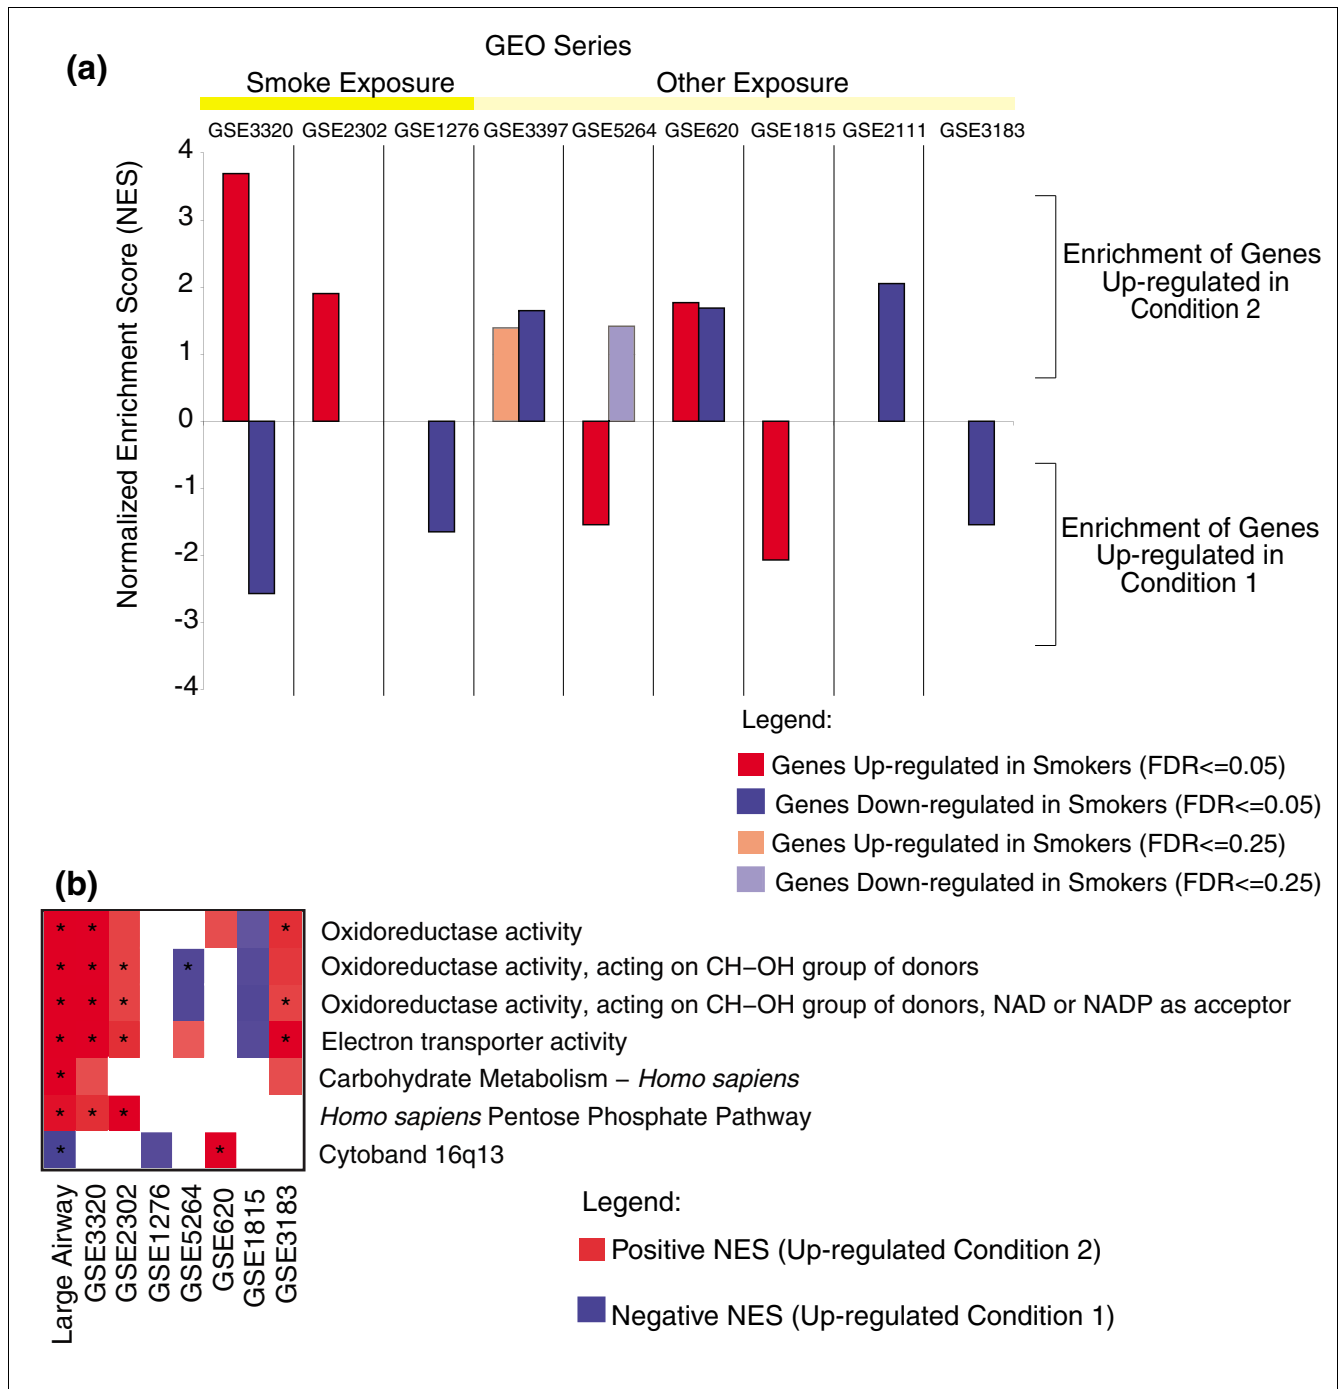 (a)
GEO Series
Smoke Exposure Other Exposure
GSE3320 GSE2302 GSE1276 GSE3397 GSE5264 GSE620 GSE1815 GSE2111 GSE3183
Normalized Enrichment Score (NES)
4
3
2
1
0
-1
-2
-3
-4
Enrichment of Genes
Up-regulated in
Condition 2
Enrichment of Genes
Up-regulated in
Condition 1
Legend:
Genes Up-regulated in Smokers (FDR<=0.05)
Genes Down-regulated in Smokers (FDR<=0.05)
Genes Up-regulated in Smokers (FDR<=0.25)
Genes Down-regulated in Smokers (FDR<=0.25)
(b)
* * * Oxidoreductase activity
* * * * Oxidoreductase activity, acting on CH–OH group of donors
* * * * Oxidoreductase activity, acting on CH–OH group of donors, NAD or NADP as acceptor
* * * * Electron transporter activity
* Carbohydrate Metabolism – Homo sapiens
* * * Homo sapiens Pentose Phosphate Pathway
* * Cytoband 16q13
Large Airway
GSE3320
GSE2302
GSE1276
GSE5264
GSE620
GSE1815
GSE3183
Legend:
Positive NES (Up-regulated Condition 2)
Negative NES (Up-regulated Condition 1)